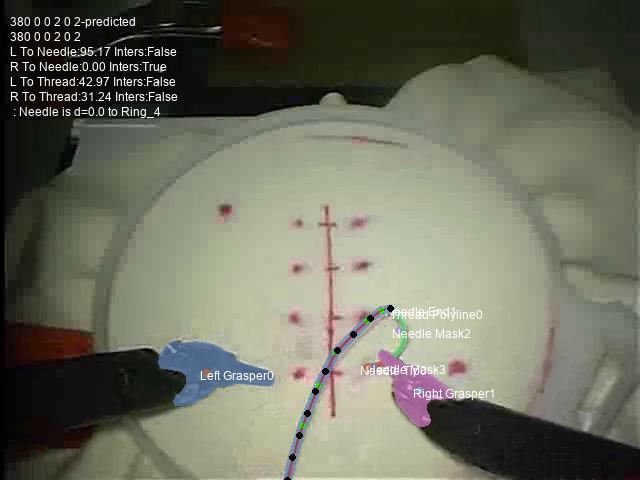 380 0 0 2 0 2-predicted
380 0 0 2 0 2
L To Needle:95.17 Inters:False
R To Needle:0.00 Inters:True
L To Thread:42.97 Inters:False
R To Thread:31.24 Inters:False
: Needle is d=0.0 to Ring_4
Needle End1
Thread Polyline0
Needle Mask2
Left Grasper0
Right Grasper1